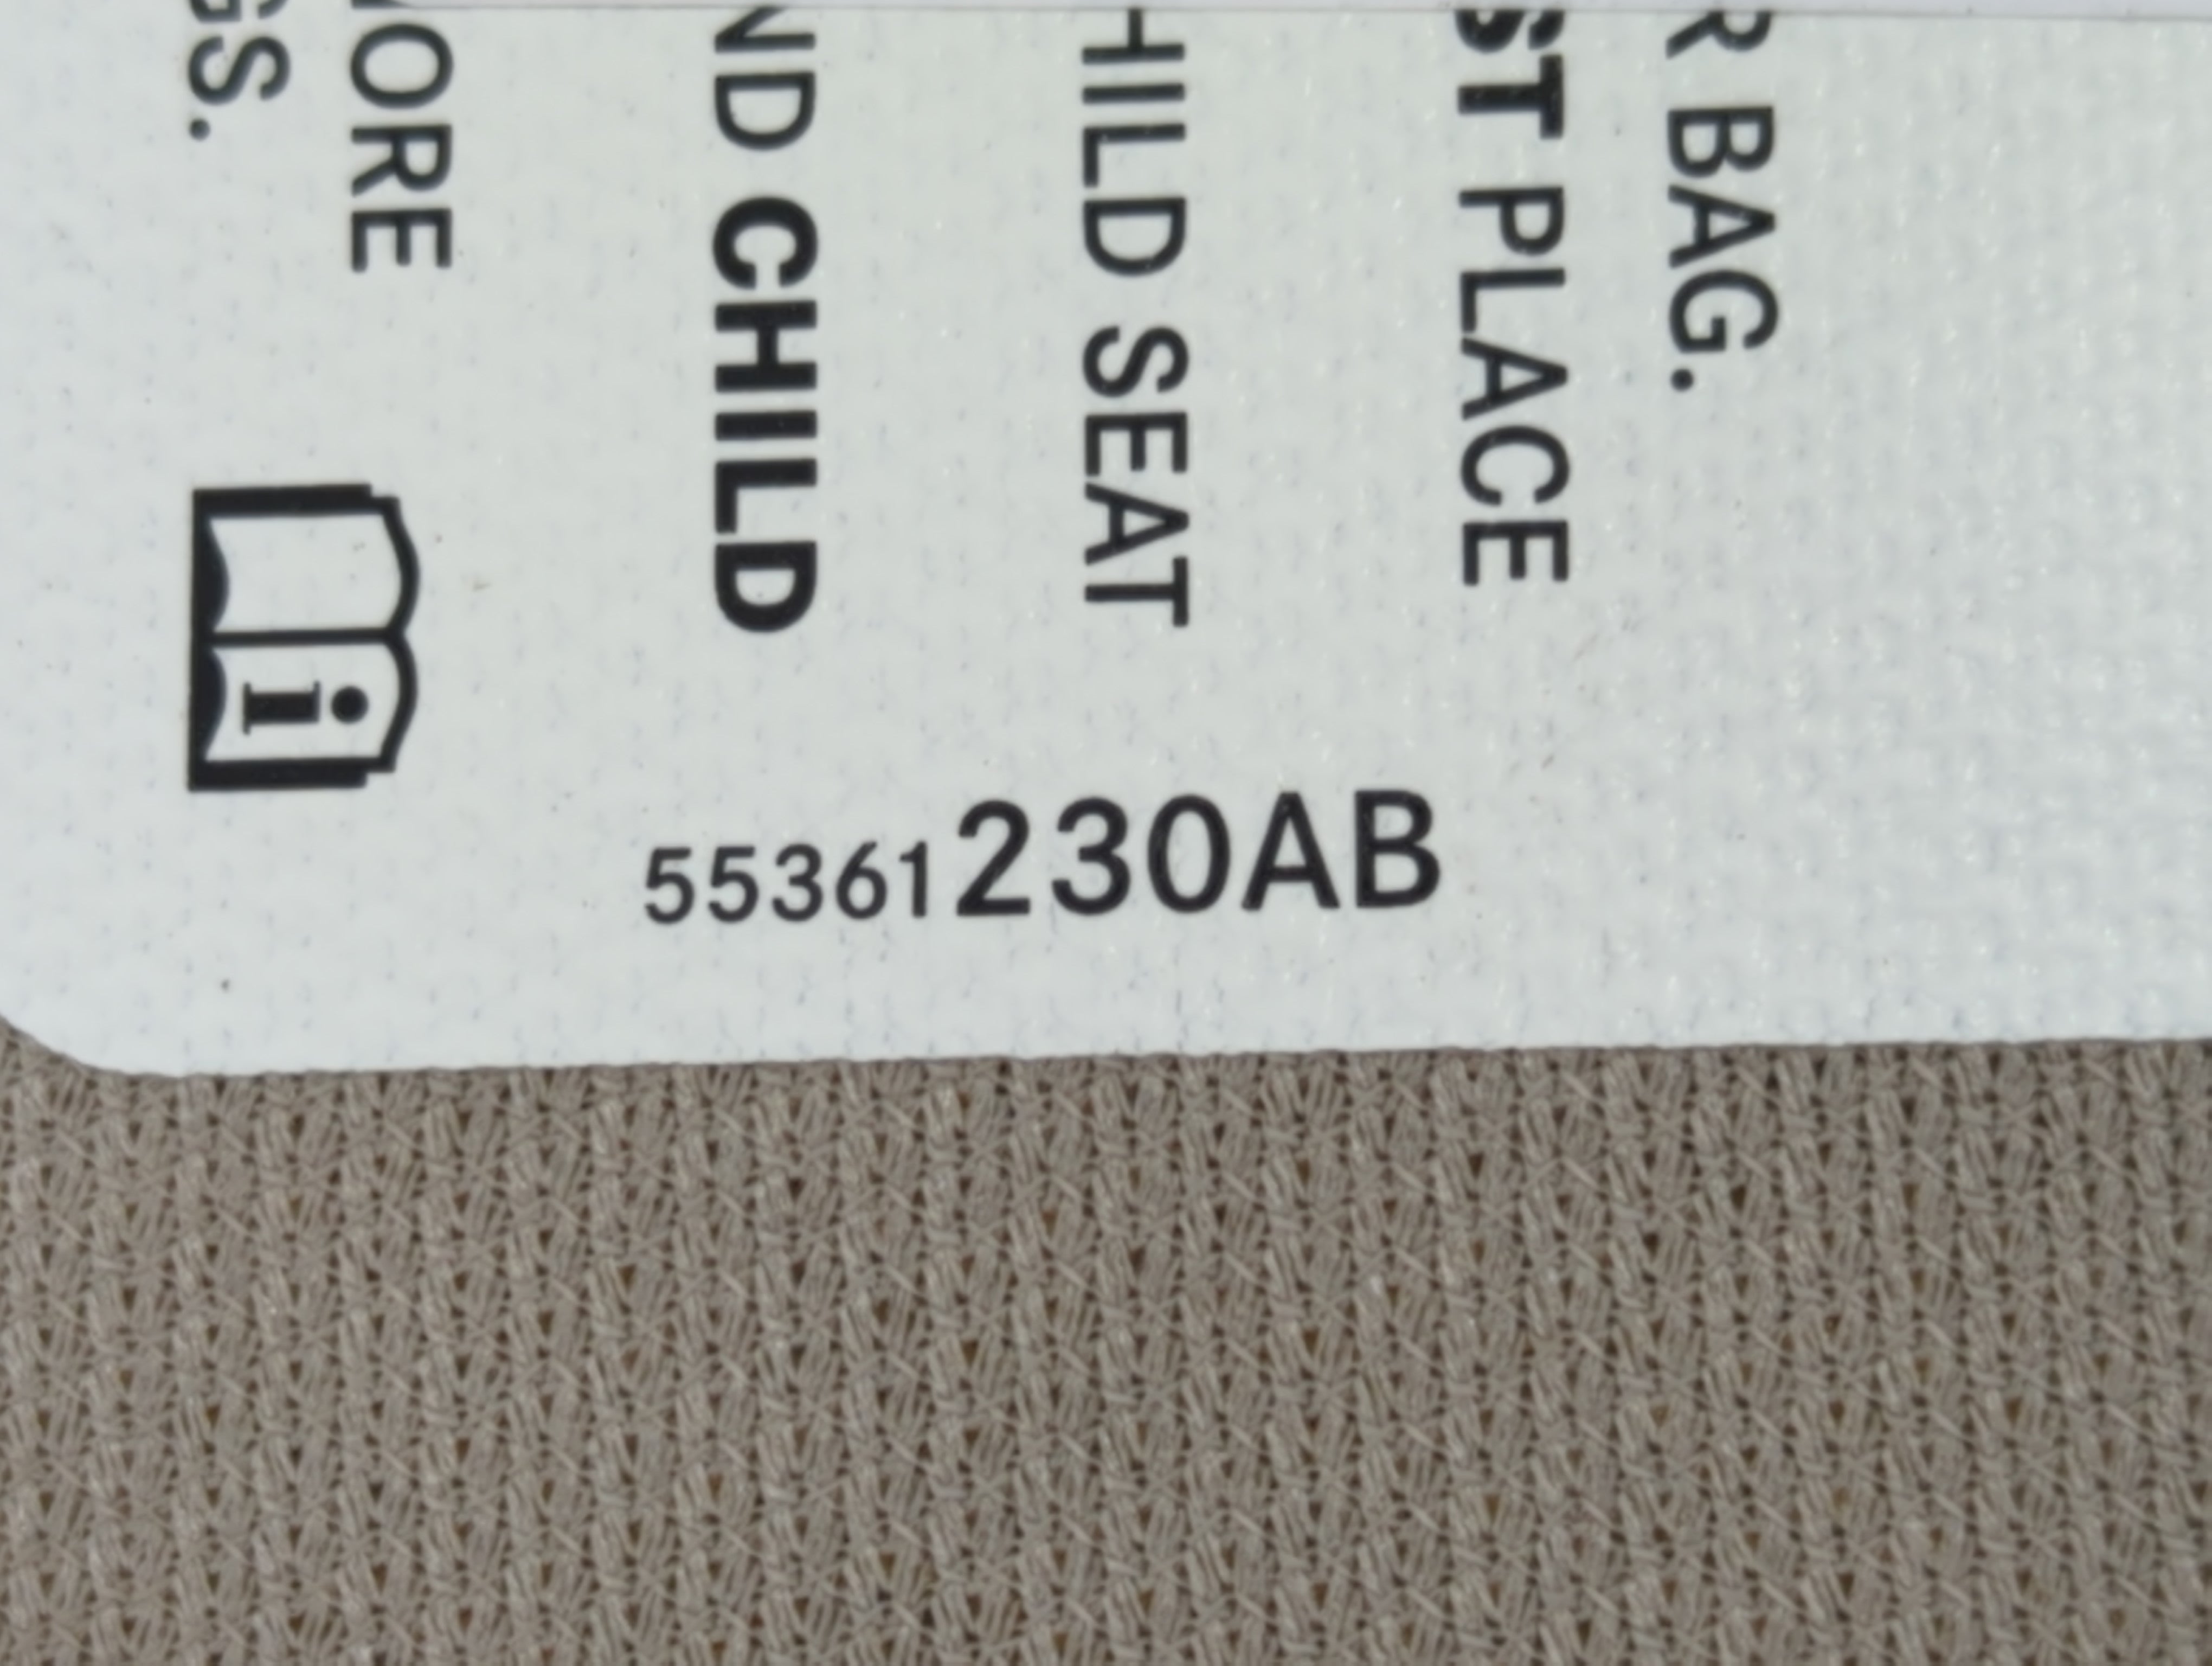 R BAG.
ST PLACE
HILD SEAT
ND CHILD
ORE
GS.
i
55361230AB